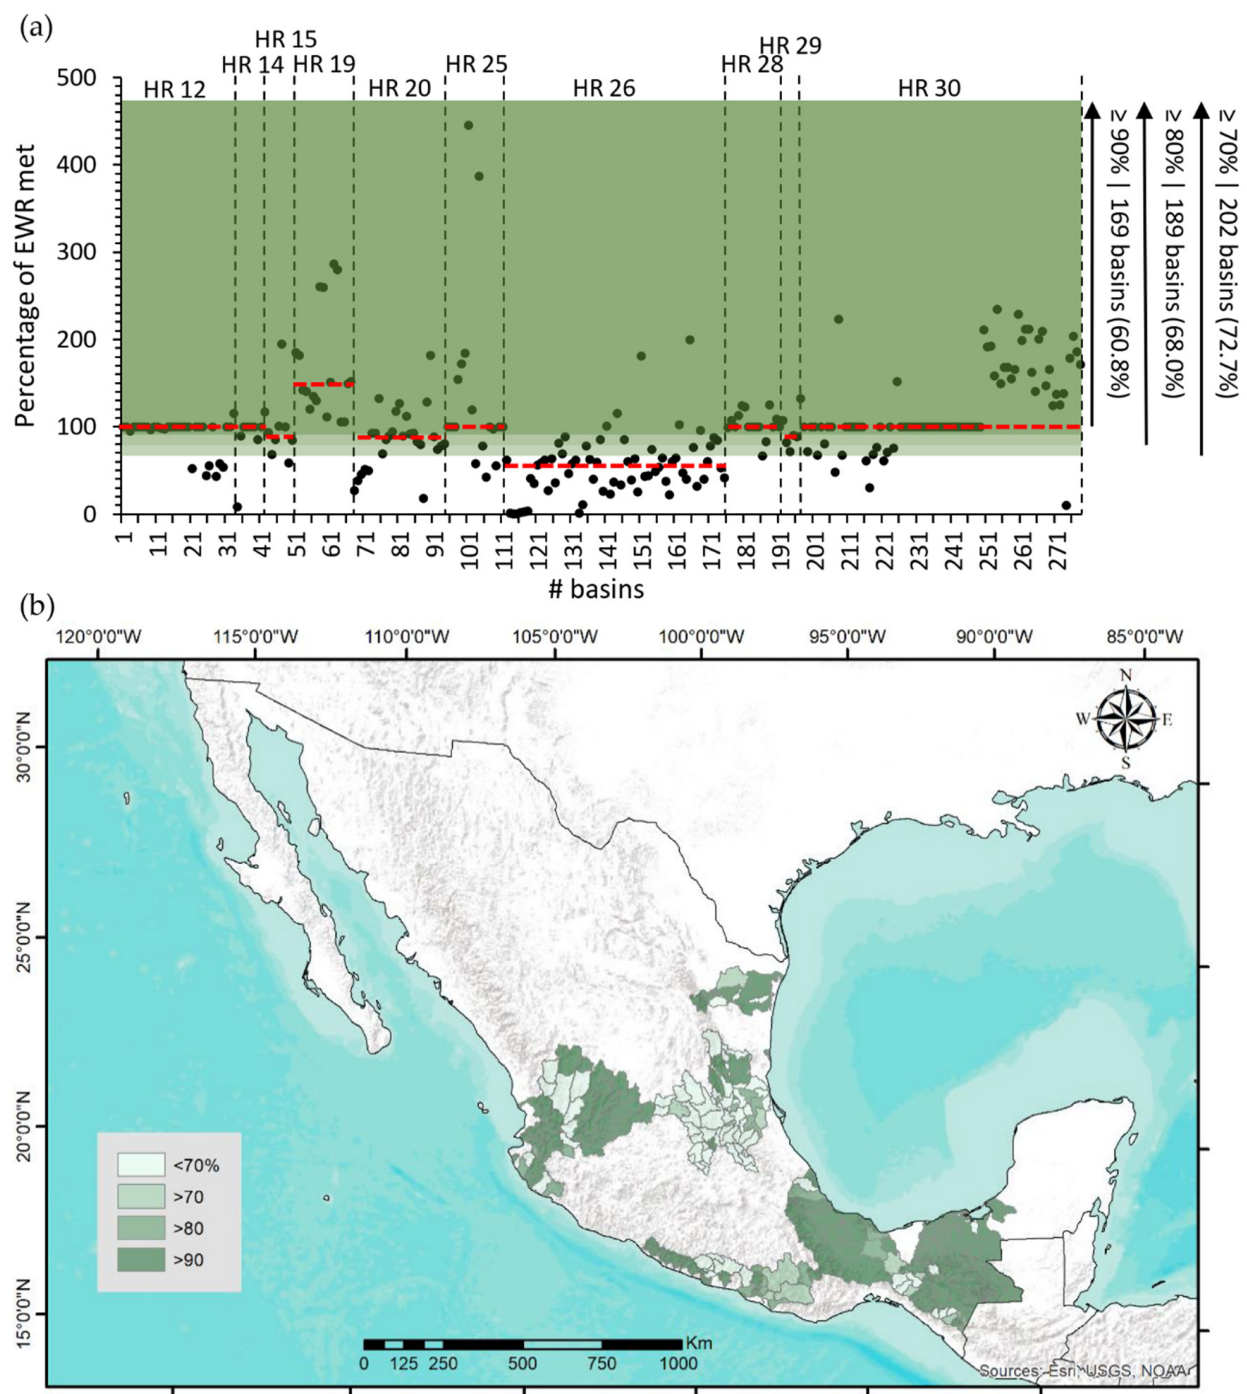 (a)
HR 15
HR 29
HR 14 HR 19
HR 25
HR 28
HR 12
HR 20
HR 26
HR 30
500
400
300
200
100
0
Percentage of EWR met
≥ 90% | 169 basins (60.8%)
≥ 80% | 189 basins (68.0%)
≥ 70% | 202 basins (72.7%)
1 11 21 31 41 51 61 71 81 91 101 111 121 131 141 151 161 171 181 191 201 211 221 231 241 251 261 271
# basins
(b)
120°0'0"W 115°0'0"W 110°0'0"W 105°0'0"W 100°0'0"W 95°0'0"W 90°0'0"W 85°0'0"W
N
W E
S
30°0'0"N
25°0'0"N
20°0'0"N
15°0'0"N
<70%
>70
>80
>90
Km
0 125 250 500 750 1000
Sources: Esri, USGS, NOAA